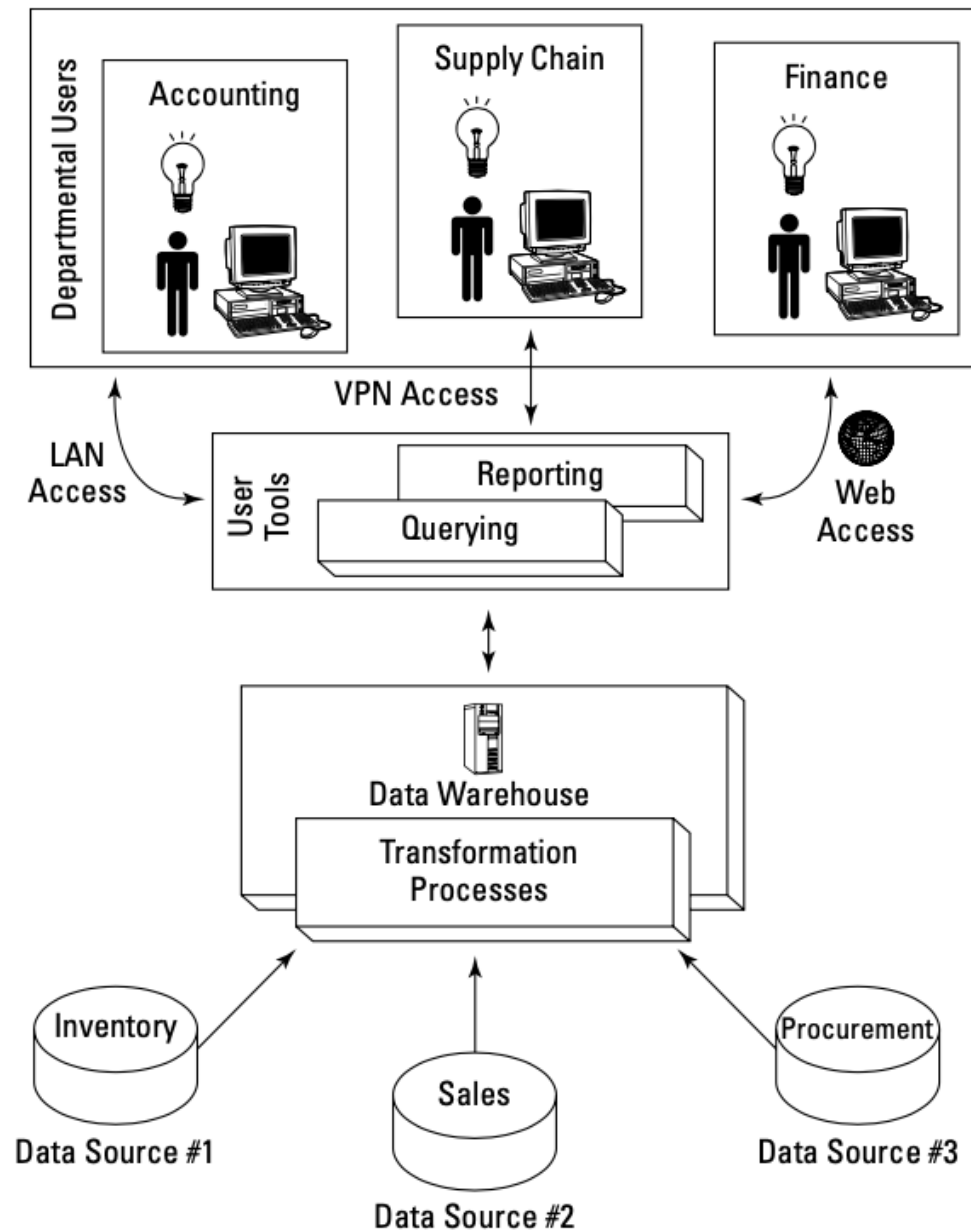 Departmental Users
Accounting
Supply Chain
Finance
VPN Access
LAN
Access
Web
Access
User
Tools
Reporting
Querying
Data Warehouse
Transformation
Processes
Inventory
Data Source #1
Sales
Data Source #2
Procurement
Data Source #3